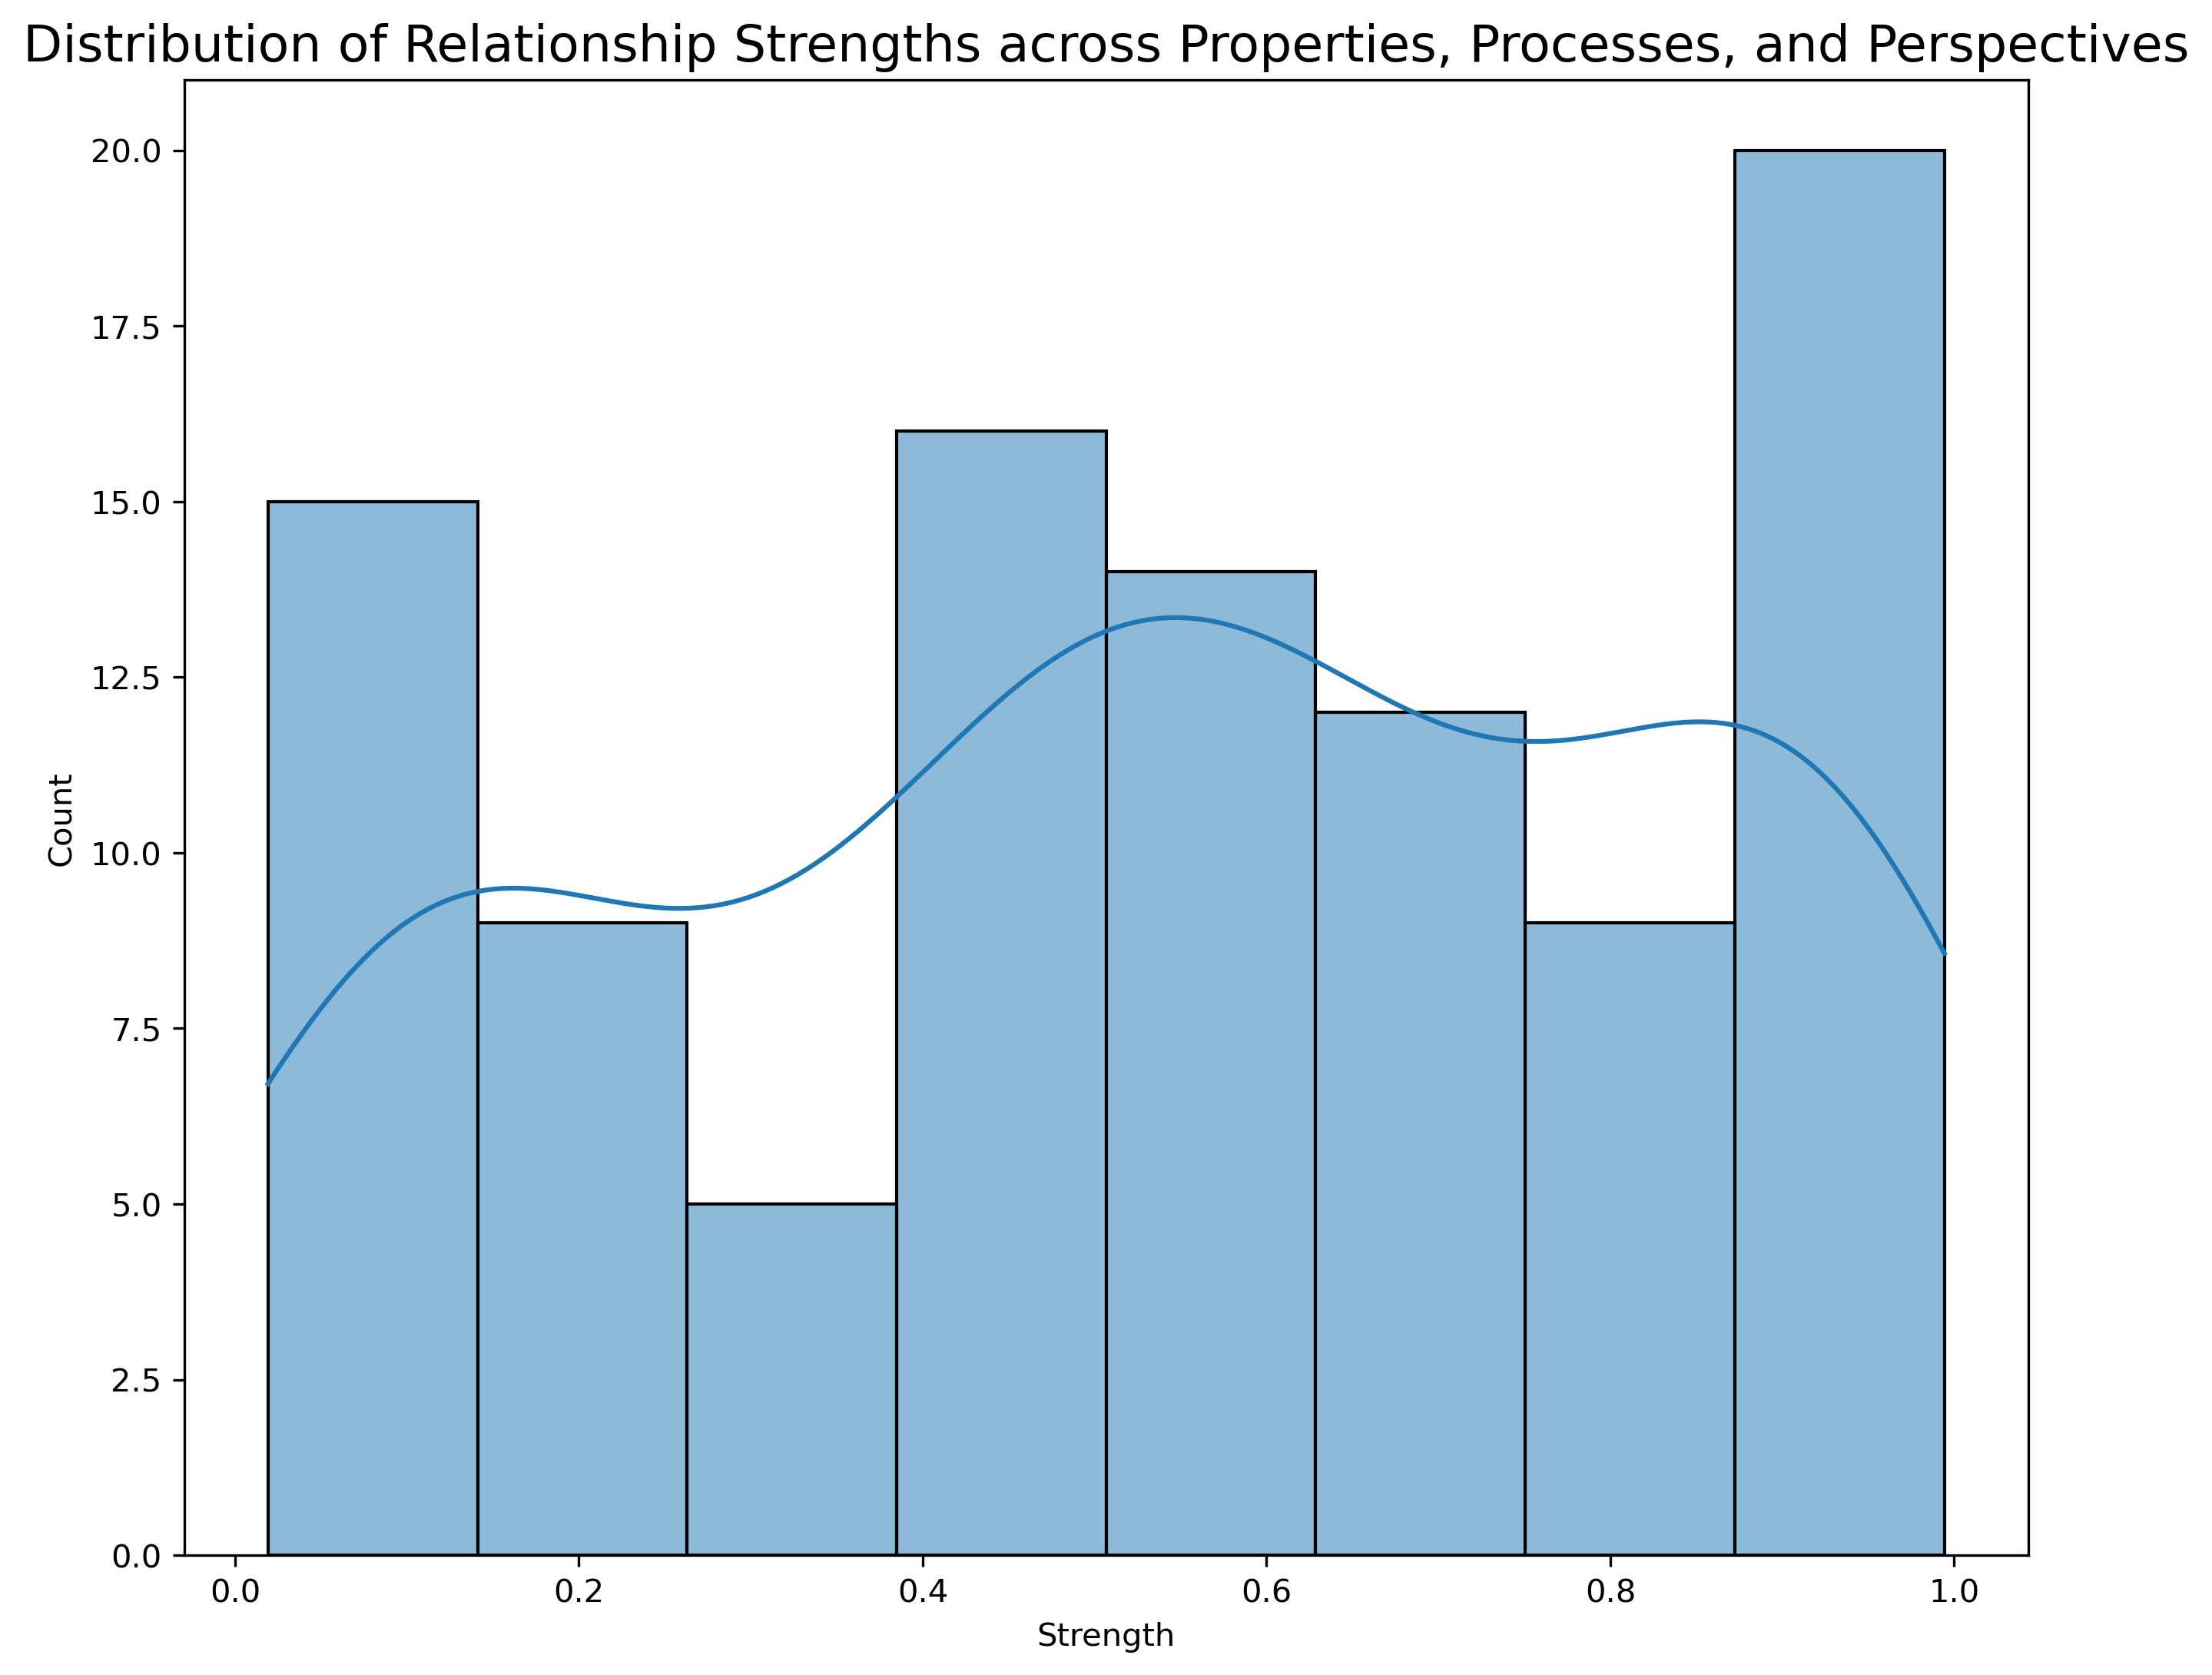 Distribution of Relationship Strengths across Properties, Processes, and Perspectives
20.0
17.5
15.0
12.5
10.0
7.5
5.0
2.5
0.0
Count
0.0 0.2 0.4 0.6 0.8 1.0
Strength